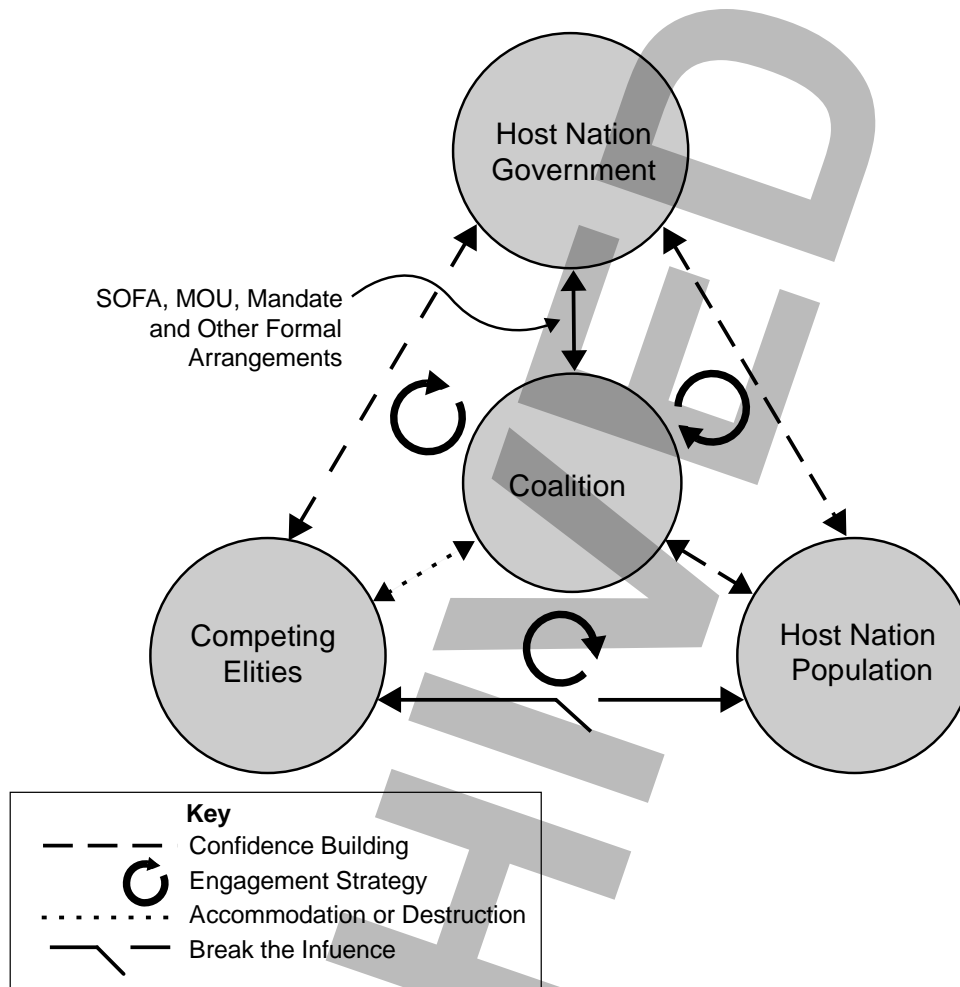 Host Nation
Government
SOFA, MOU, Mandate
and Other Formal
Arrangements
Coalition
Competing
Elities
Host Nation
Population
Key
Confidence Building
Engagement Strategy
Accommodation or Destruction
Break the Infuence